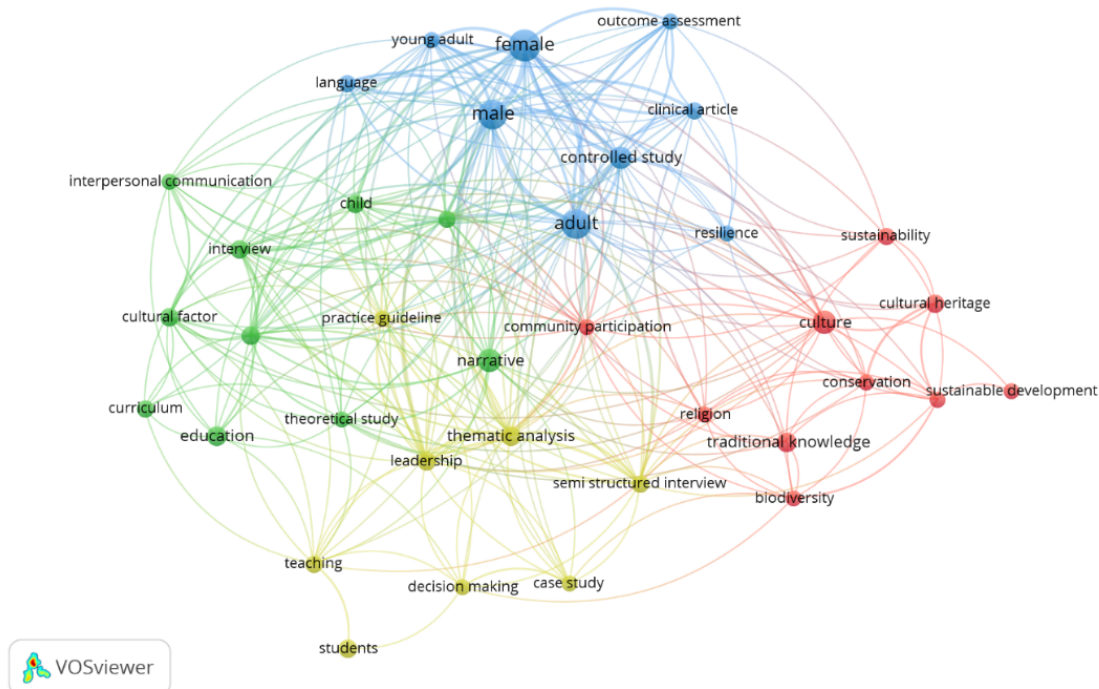 outcome assessment
young adult
female
language
male
clinical article
controlled study
interpersonal communication
child
adult
resilience
sustainability
interview
cultural heritage
cultural factor
practice guideline
community participation
culture
narrative
conservation
sustainable development
curriculum
theoretical study
religion
education
thematic analysis
traditional knowledge
leadership
semi structured interview
biodiversity
teaching
decision making
case study
students
VOSviewer